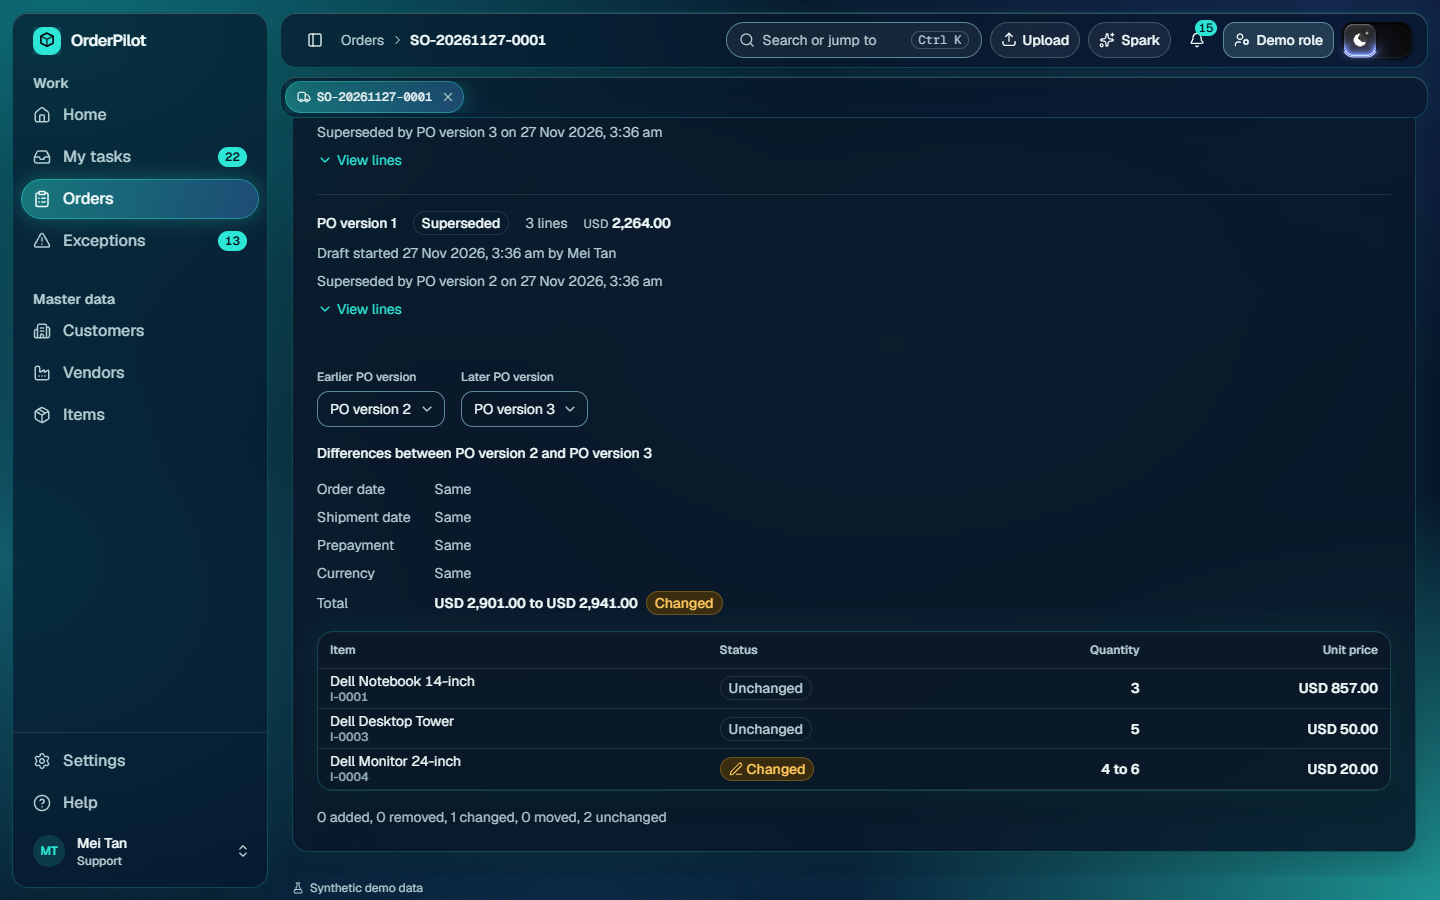 OrderPilot
Work
Home
My tasks 22
Orders
Exceptions 13
Master data
Customers
Vendors
Items
Settings
Help
MT Mei Tan
Support
Orders > SO-20261127-0001
Search or jump to Ctrl K
Upload
Spark
15
Demo role
SO-20261127-0001
Superseded by PO version 3 on 27 Nov 2026, 3:36 am
View lines
PO version 1 Superseded 3 lines USD 2,264.00
Draft started 27 Nov 2026, 3:36 am by Mei Tan
Superseded by PO version 2 on 27 Nov 2026, 3:36 am
View lines
Earlier PO version Later PO version
PO version 2 PO version 3
Differences between PO version 2 and PO version 3
Order date Same
Shipment date Same
Prepayment Same
Currency Same
Total USD 2,901.00 to USD 2,941.00 Changed
Item Status Quantity Unit price
Dell Notebook 14-inch
I-0001 Unchanged 3 USD 857.00
Dell Desktop Tower
I-0003 Unchanged 5 USD 50.00
Dell Monitor 24-inch
I-0004 Changed 4 to 6 USD 20.00
0 added, 0 removed, 1 changed, 0 moved, 2 unchanged
Synthetic demo data